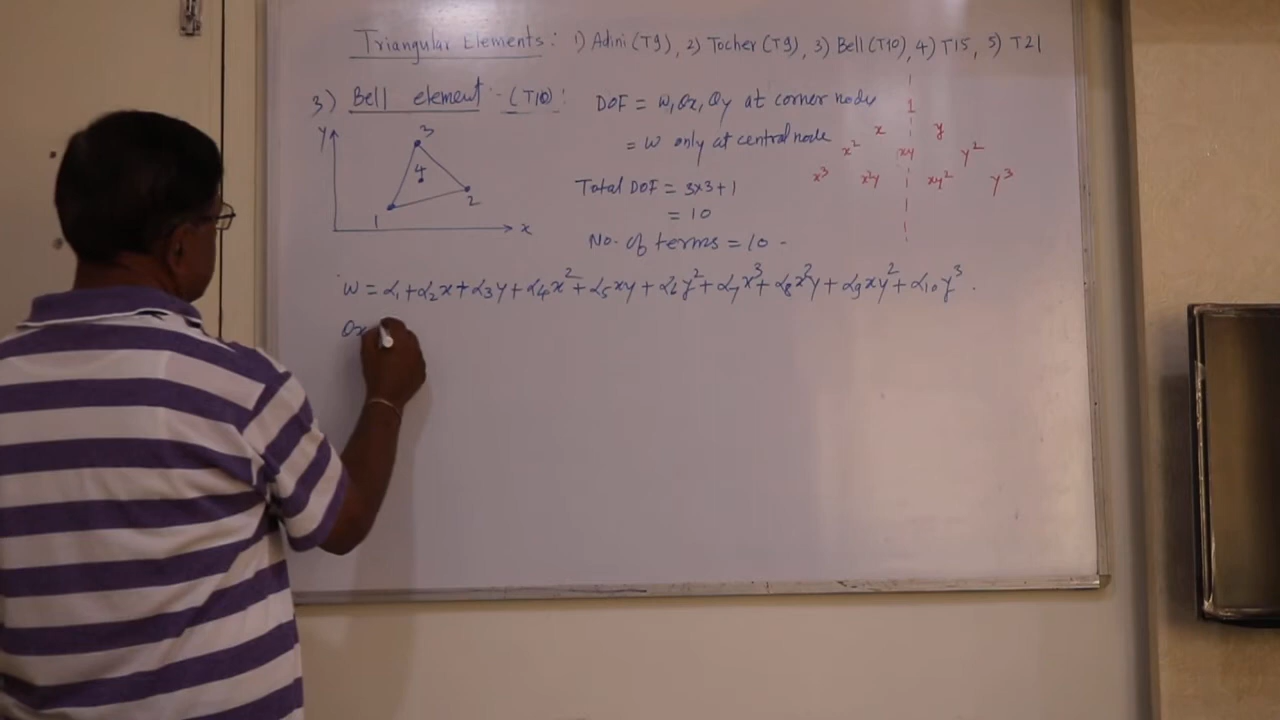 Triangular Elements: 1) Adini (T9), 2) Tocher (T9), 3) Bell (T10), 4) T15, 5) T21
3) Bell element - (T10):
DOF = w, θx, θy at corner node
= w only at central node
Total DOF = 3x3+1
= 10
No. of terms = 10 -
y
3
4
1
2
x
1
x y
x² xy y²
x³ x²y xy² y³
w = α₁+α₂x+α₃y+α₄x²+α₅xy+α₆y²+α₇x³+α₈x²y+α₉xy²+α₁₀y³.
θx